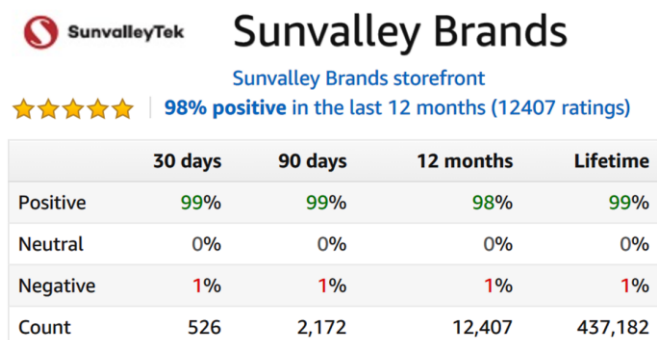 SunvalleyTek
Sunvalley Brands
Sunvalley Brands storefront
98% positive in the last 12 months (12407 ratings)
30 days 90 days 12 months Lifetime
Positive 99% 99% 98% 99%
Neutral 0% 0% 0% 0%
Negative 1% 1% 1% 1%
Count 526 2,172 12,407 437,182